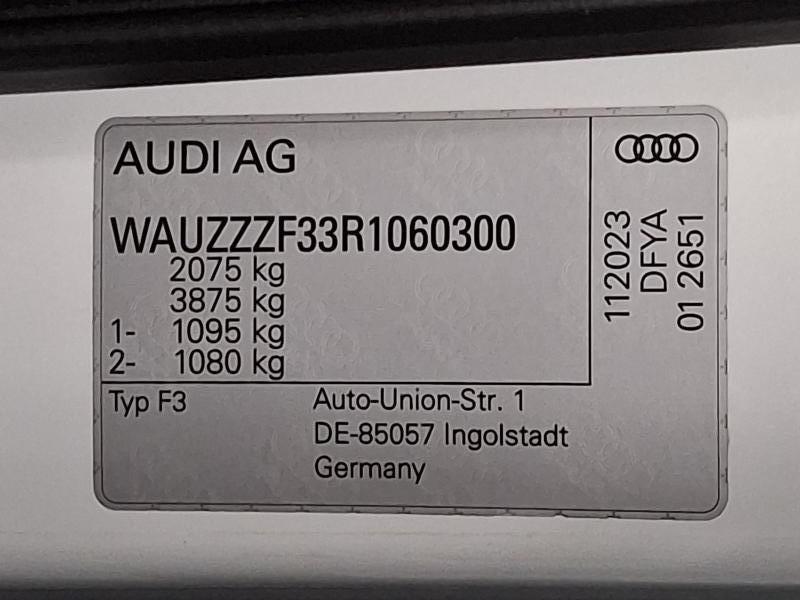 AUDI AG
WAUZZZF33R1060300
2075 kg
3875 kg
1- 1095 kg
2- 1080 kg
Typ F3
Auto-Union-Str. 1
DE-85057 Ingolstadt
Germany
112023
DFYA
01 2651